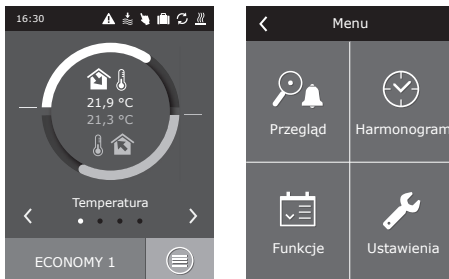 16:30
21,9 °C
21,3 °C
Temperatura
ECONOMY 1
Menu
Przegląd
Harmonogram
Funkcje
Ustawienia